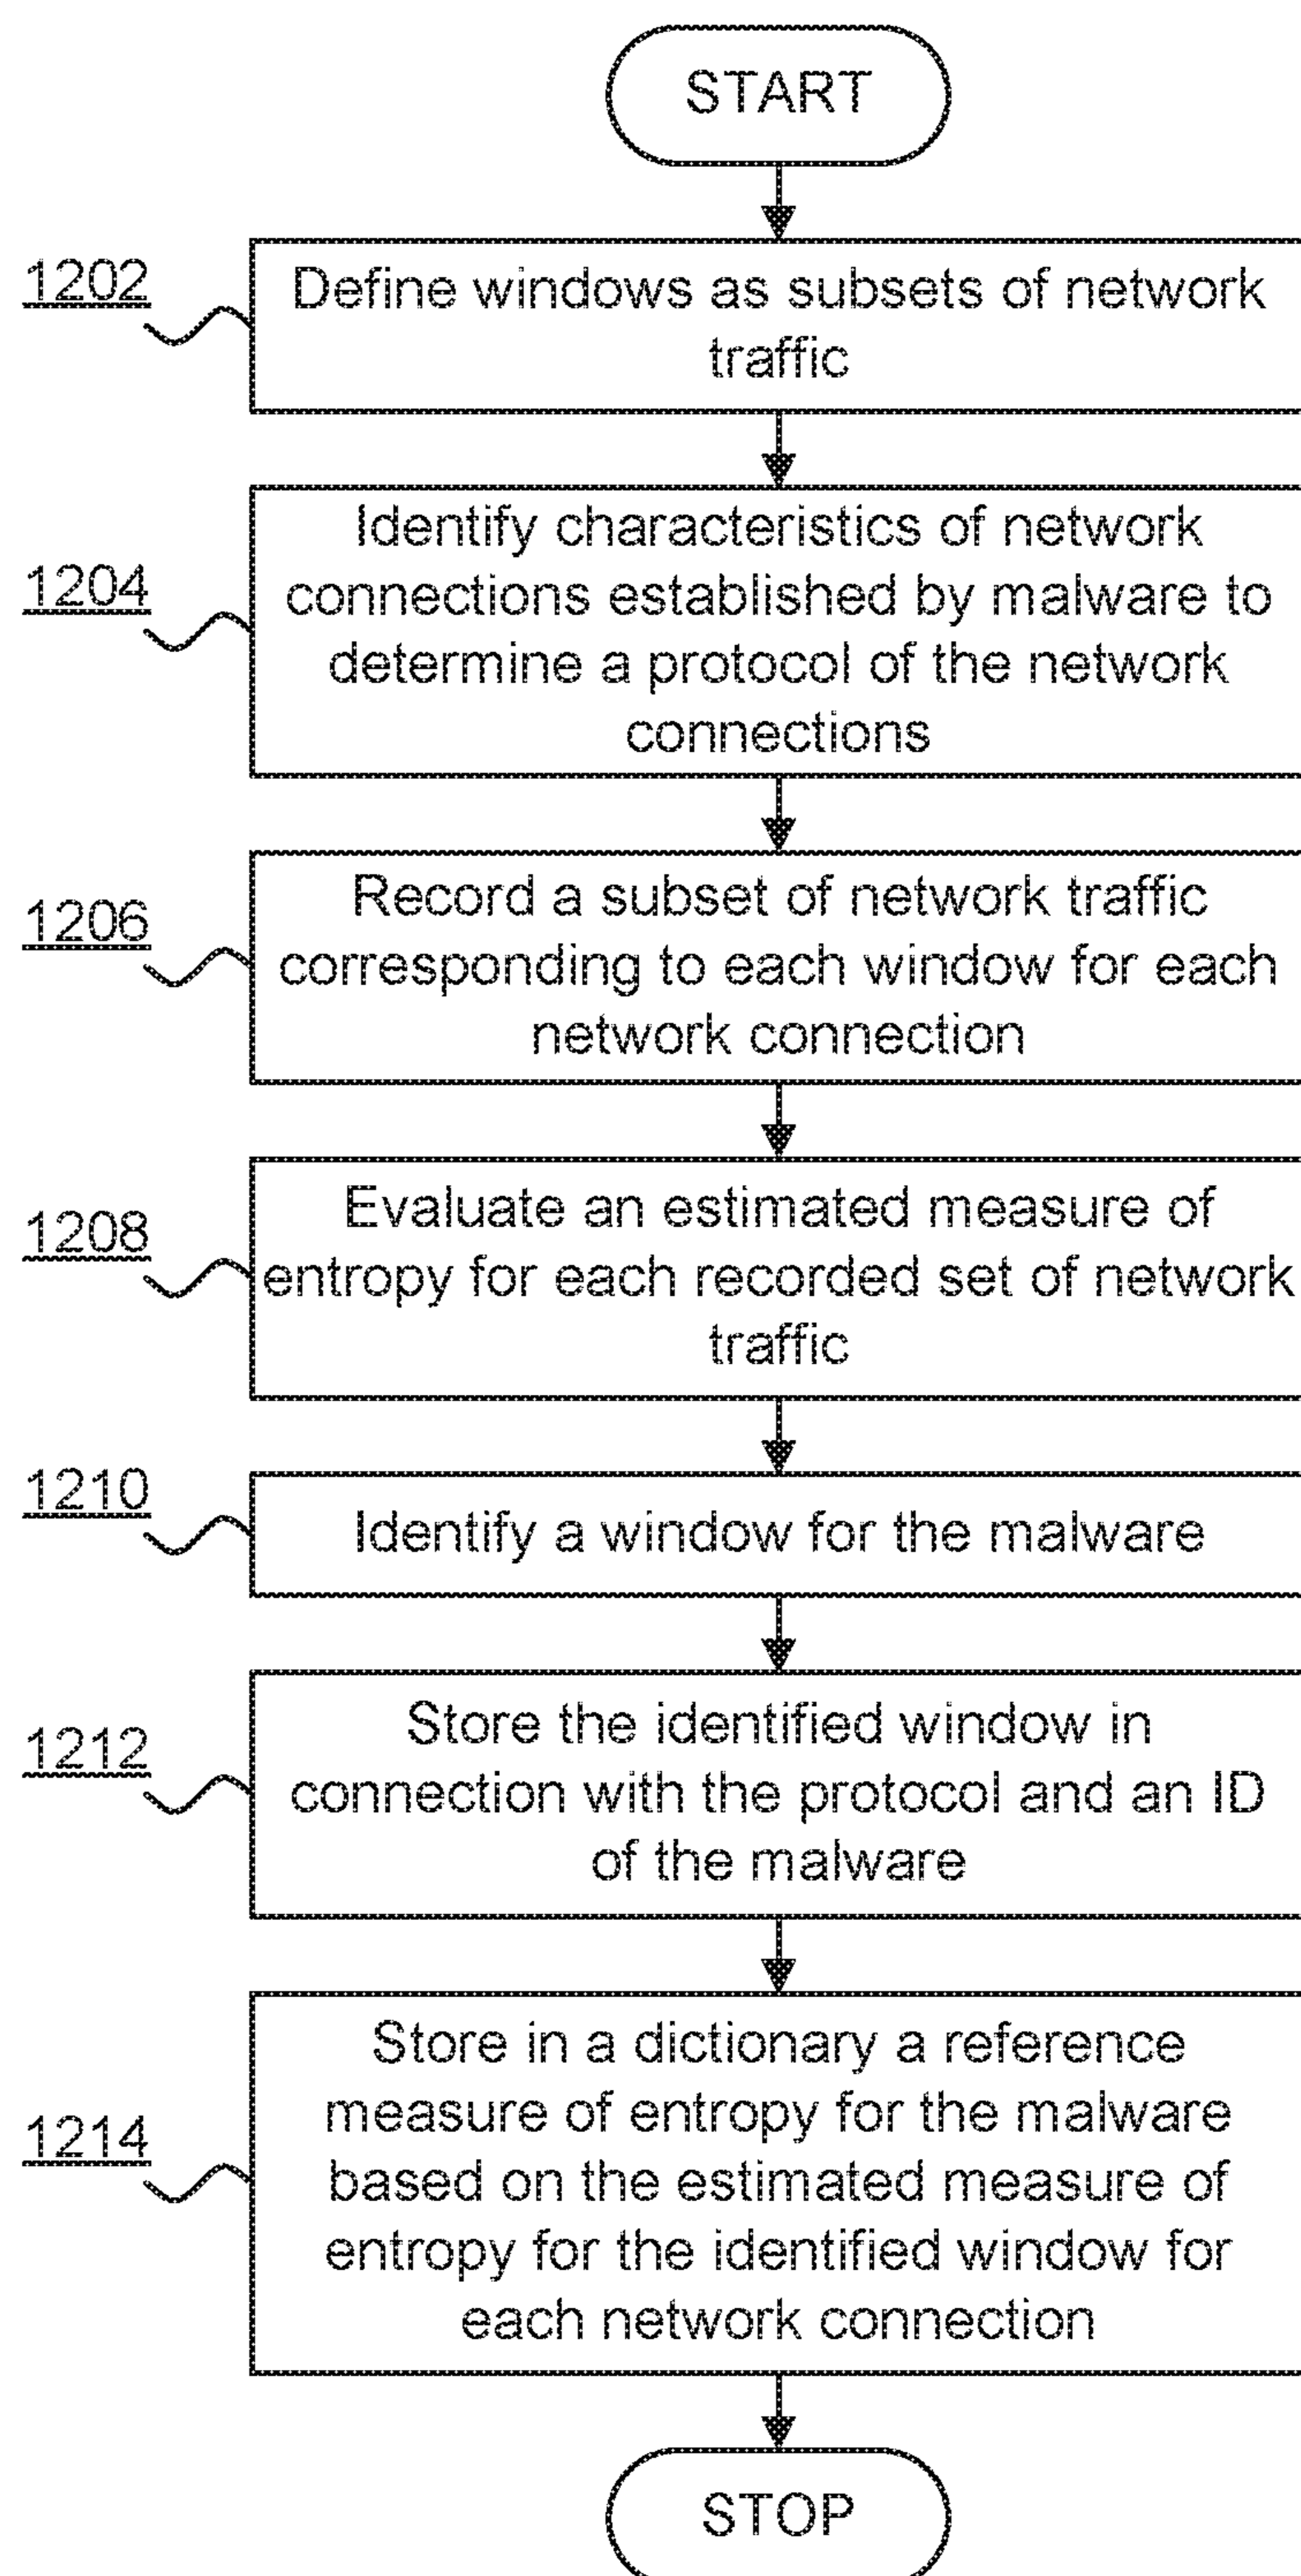 START
1202
Define windows as subsets of network
traffic
1204
Identify characteristics of network
connections established by malware to
determine a protocol of the network
connections
1206
Record a subset of network traffic
corresponding to each window for each
network connection
1208
Evaluate an estimated measure of
entropy for each recorded set of network
traffic
1210
Identify a window for the malware
1212
Store the identified window in
connection with the protocol and an ID
of the malware
1214
Store in a dictionary a reference
measure of entropy for the malware
based on the estimated measure of
entropy for the identified window for
each network connection
STOP